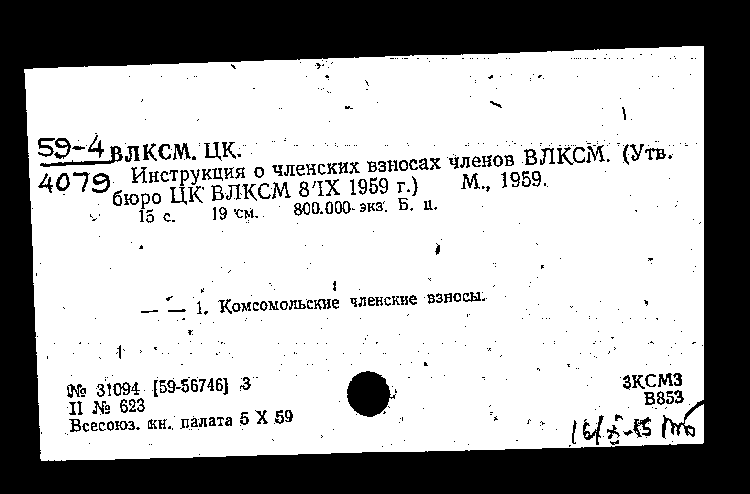 59-4 ВЛКСМ. ЦК.
4079 Инструкция о членских взносах членов ВЛКСМ. (Утв.
бюро ЦК ВЛКСМ 8/IX 1959 г.) М., 1959.
15 с. 19 см. 800.000 экз. Б. ц.
— — 1. Комсомольские членские взносы.
№ 31094 [59-56746] З
II № 623
Всесоюз. кн. палата 5 X 59
3КСМ3
В853